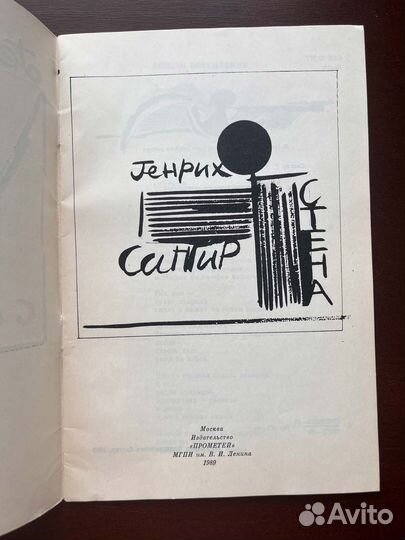 Генрих
Сапгир
СТЕНА
Москва
Издательство
«ПРОМЕТЕЙ»
МГПИ им. В. И. Ленина
1989
Avito